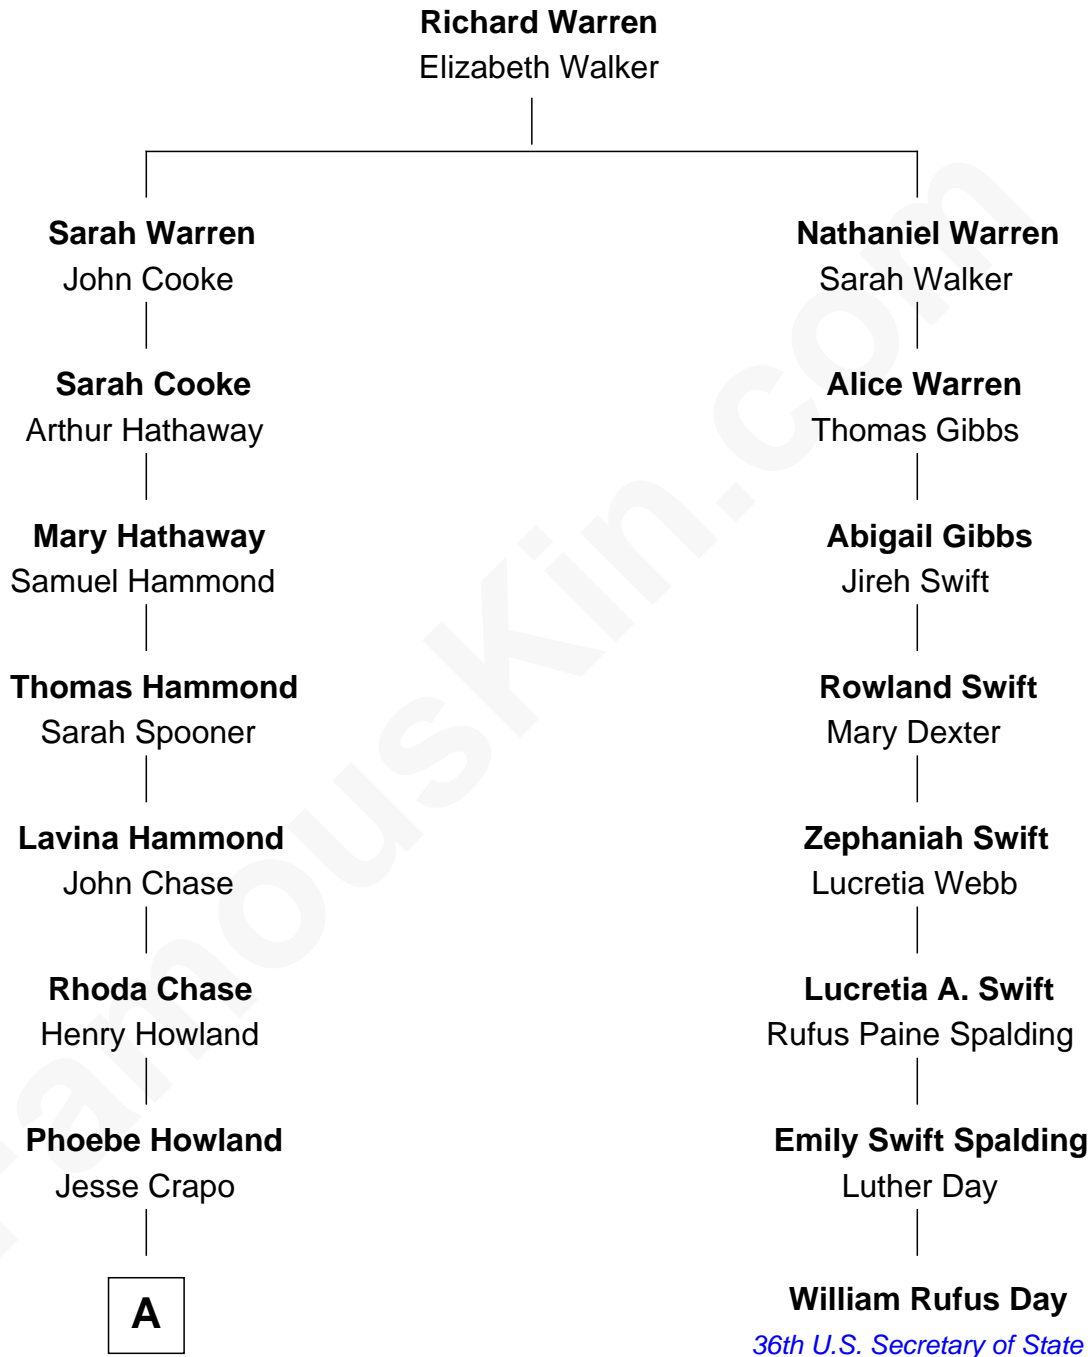 Richard Warren
Elizabeth Walker
Sarah Warren
John Cooke
Nathaniel Warren
Sarah Walker
Sarah Cooke
Arthur Hathaway
Alice Warren
Thomas Gibbs
Mary Hathaway
Samuel Hammond
Abigail Gibbs
Jireh Swift
Thomas Hammond
Sarah Spooner
Rowland Swift
Mary Dexter
Lavina Hammond
John Chase
Zephaniah Swift
Lucretia Webb
Rhoda Chase
Henry Howland
Lucretia A. Swift
Rufus Paine Spalding
Phoebe Howland
Jesse Crapo
Emily Swift Spalding
Luther Day
A
William Rufus Day
36th U.S. Secretary of State
FamousKin.com